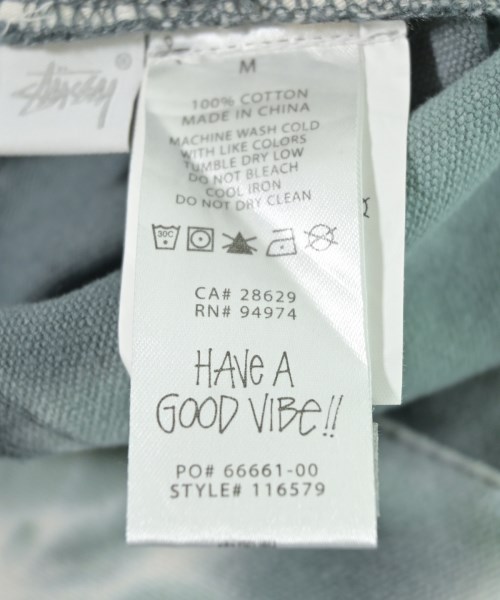 Stüssy ®
M
100% COTTON
MADE IN CHINA
MACHINE WASH COLD
WITH LIKE COLORS
TUMBLE DRY LOW
DO NOT BLEACH
COOL IRON
DO NOT DRY CLEAN
30C
CA# 28629
RN# 94974
HAVE A
GOOD VIBE!!
PO# 66661-00
STYLE# 116579